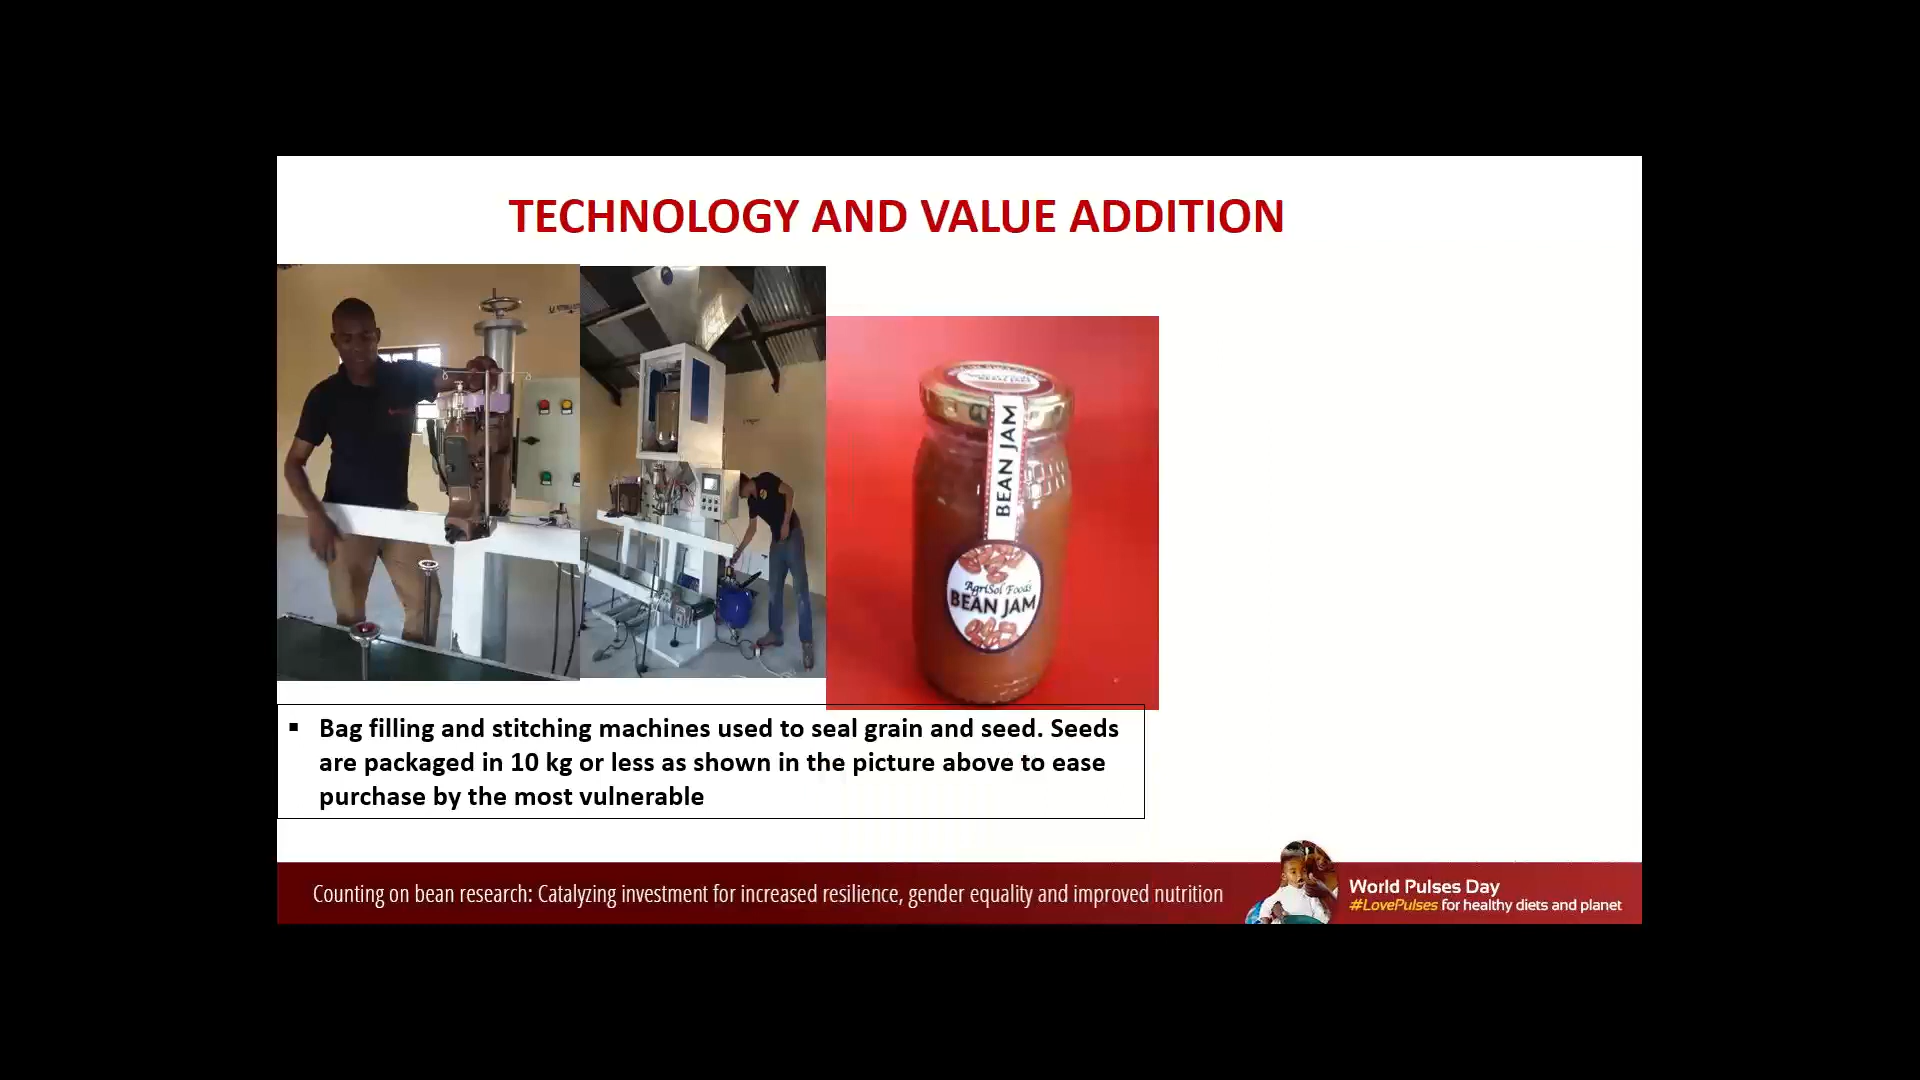 TECHNOLOGY AND VALUE ADDITION
BEAN JAM
AgriSol Foods
BEAN JAM
▪ Bag filling and stitching machines used to seal grain and seed. Seeds
are packaged in 10 kg or less as shown in the picture above to ease
purchase by the most vulnerable
Counting on bean research: Catalyzing investment for increased resilience, gender equality and improved nutrition
World Pulses Day
#LovePulses for healthy diets and planet